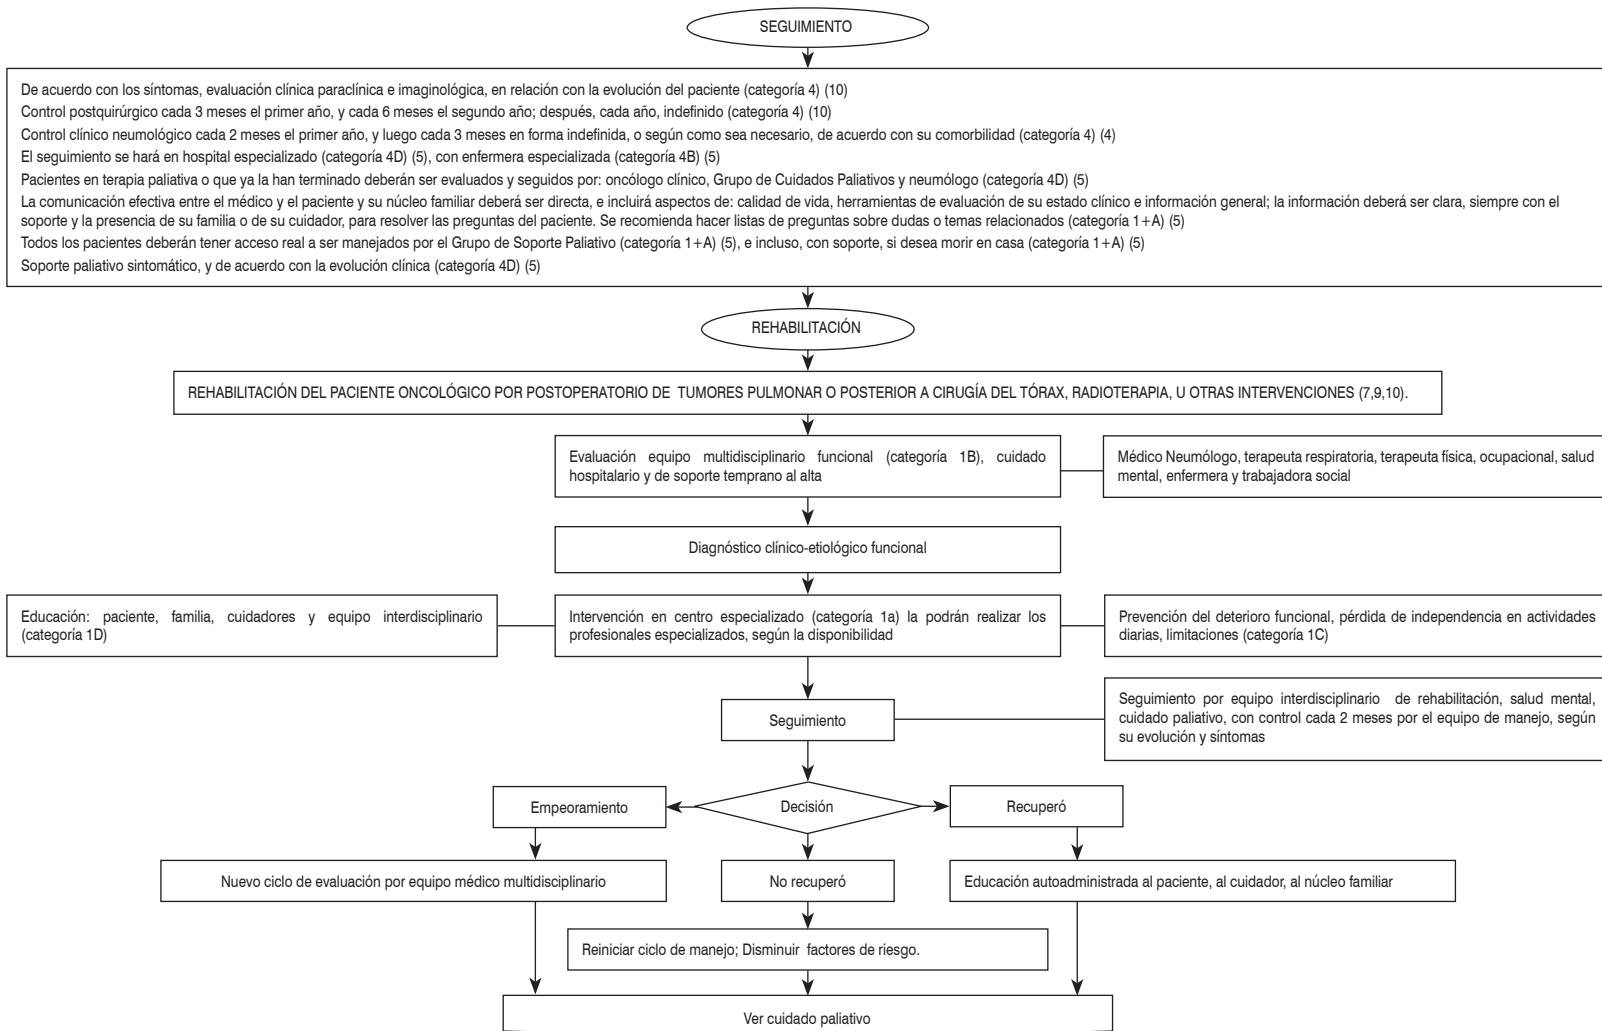 SEGUIMIENTO
De acuerdo con los síntomas, evaluación clínica paraclínica e imaginológica, en relación con la evolución del paciente (categoría 4) (10)
Control postquirúrgico cada 3 meses el primer año, y cada 6 meses el segundo año; después, cada año, indefinido (categoría 4) (10)
Control clínico neumológico cada 2 meses el primer año, y luego cada 3 meses en forma indefinida, o según como sea necesario, de acuerdo con su comorbilidad (categoría 4) (4)
El seguimiento se hará en hospital especializado (categoría 4D) (5), con enfermera especializada (categoría 4B) (5)
Pacientes en terapia paliativa o que ya la han terminado deberán ser evaluados y seguidos por: oncólogo clínico, Grupo de Cuidados Paliativos y neumólogo (categoría 4D) (5)
La comunicación efectiva entre el médico y el paciente y su núcleo familiar deberá ser directa, e incluirá aspectos de: calidad de vida, herramientas de evaluación de su estado clínico e información general; la información deberá ser clara, siempre con el
soporte y la presencia de su familia o de su cuidador, para resolver las preguntas del paciente. Se recomienda hacer listas de preguntas sobre dudas o temas relacionados (categoría 1+A) (5)
Todos los pacientes deberán tener acceso real a ser manejados por el Grupo de Soporte Paliativo (categoría 1+A) (5), e incluso, con soporte, si desea morir en casa (categoría 1+A) (5)
Soporte paliativo sintomático, y de acuerdo con la evolución clínica (categoría 4D) (5)
REHABILITACIÓN
REHABILITACIÓN DEL PACIENTE ONCOLÓGICO POR POSTOPERATORIO DE TUMORES PULMONAR O POSTERIOR A CIRUGÍA DEL TÓRAX, RADIOTERAPIA, U OTRAS INTERVENCIONES (7,9,10).
Evaluación equipo multidisciplinario funcional (categoría 1B), cuidado
hospitalario y de soporte temprano al alta
Médico Neumólogo, terapeuta respiratoria, terapeuta física, ocupacional, salud
mental, enfermera y trabajadora social
Diagnóstico clínico-etiológico funcional
Educación: paciente, familia, cuidadores y equipo interdisciplinario
(categoría 1D)
Intervención en centro especializado (categoría 1a) la podrán realizar los
profesionales especializados, según la disponibilidad
Prevención del deterioro funcional, pérdida de independencia en actividades
diarias, limitaciones (categoría 1C)
Seguimiento
Seguimiento por equipo interdisciplinario de rehabilitación, salud mental,
cuidado paliativo, con control cada 2 meses por el equipo de manejo, según
su evolución y síntomas
Empeoramiento
Decisión
Recuperó
Nuevo ciclo de evaluación por equipo médico multidisciplinario
No recuperó
Educación autoadministrada al paciente, al cuidador, al núcleo familiar
Reiniciar ciclo de manejo; Disminuir factores de riesgo.
Ver cuidado paliativo